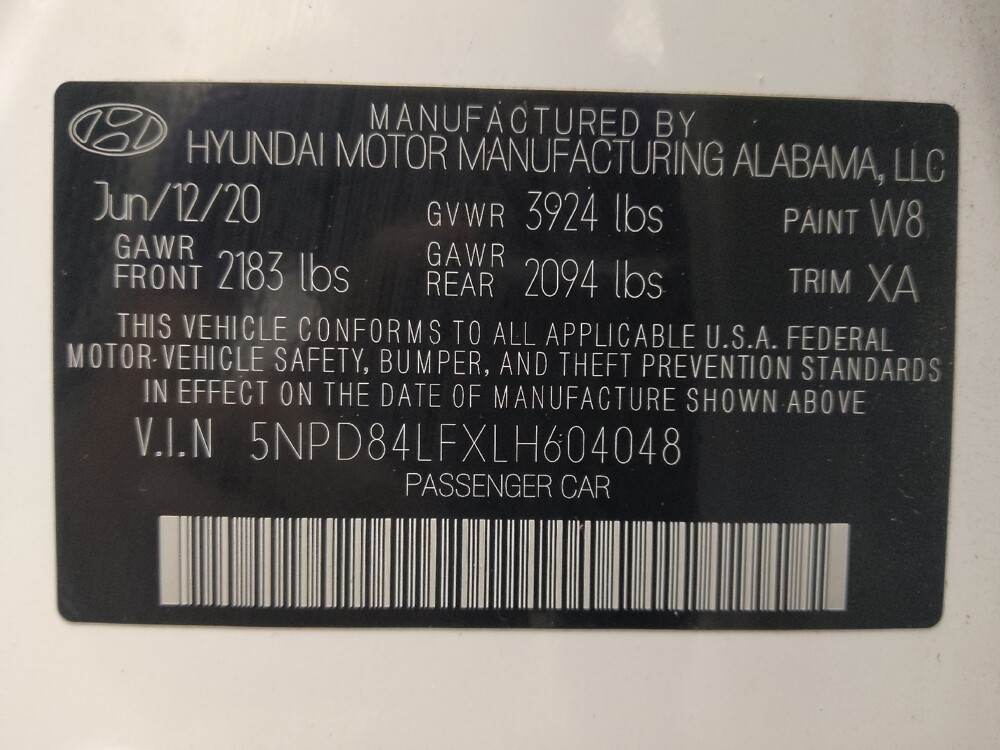 MANUFACTURED BY
HYUNDAI MOTOR MANUFACTURING ALABAMA, LLC
Jun/12/20 GVWR 3924 lbs PAINT W8
GAWR FRONT 2183 lbs GAWR REAR 2094 lbs TRIM XA
THIS VEHICLE CONFORMS TO ALL APPLICABLE U.S.A. FEDERAL
MOTOR-VEHICLE SAFETY, BUMPER, AND THEFT PREVENTION STANDARDS
IN EFFECT ON THE DATE OF MANUFACTURE SHOWN ABOVE
V.I.N 5NPD84LFXLH604048
PASSENGER CAR